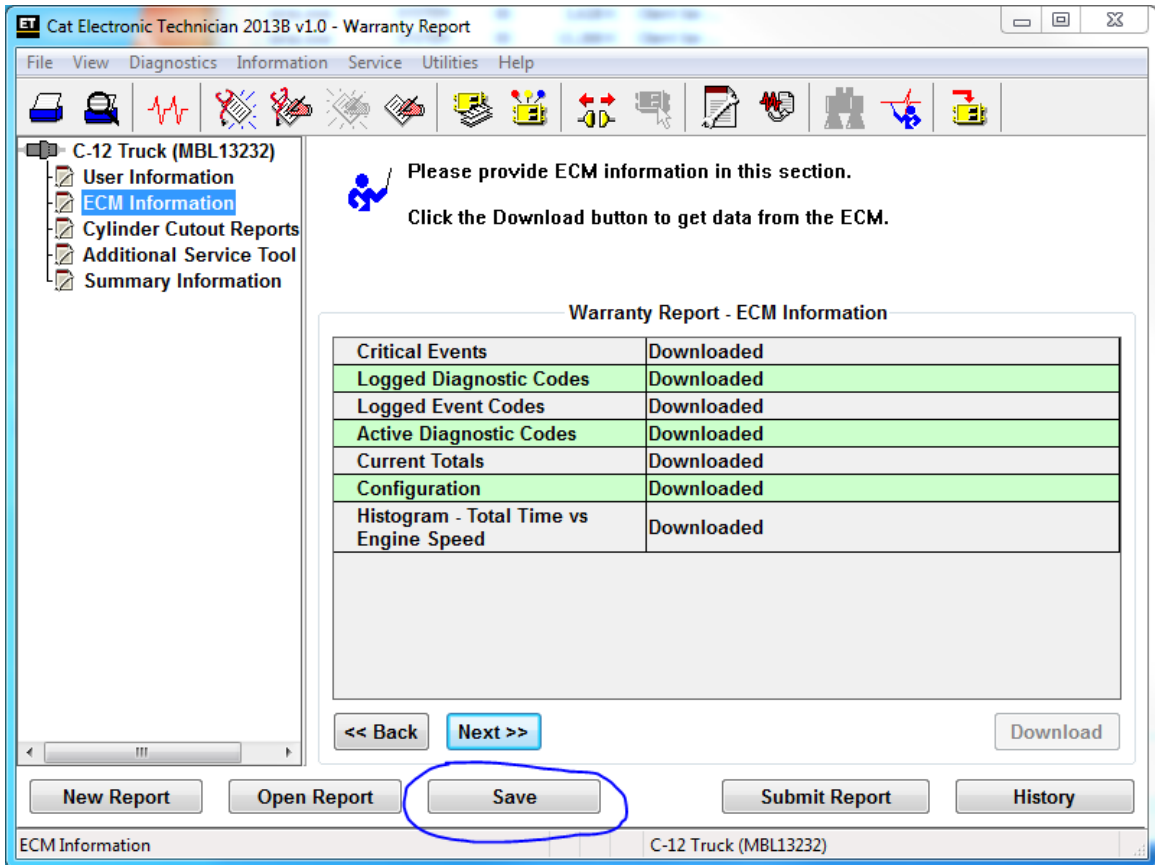 ET Cat Electronic Technician 2013B v1.0 - Warranty Report
File View Diagnostics Information Service Utilities Help
C-12 Truck (MBL13232)
User Information
ECM Information
Cylinder Cutout Reports
Additional Service Tool
Summary Information
Please provide ECM information in this section.
Click the Download button to get data from the ECM.
Warranty Report - ECM Information
Critical Events Downloaded
Logged Diagnostic Codes Downloaded
Logged Event Codes Downloaded
Active Diagnostic Codes Downloaded
Current Totals Downloaded
Configuration Downloaded
Histogram - Total Time vs
Engine Speed Downloaded
<< Back Next >> Download
New Report Open Report Save Submit Report History
ECM Information C-12 Truck (MBL13232)